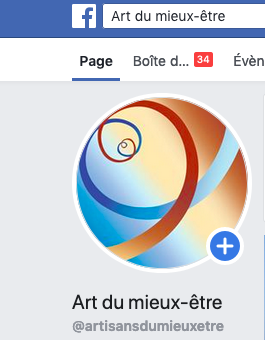 f Art du mieux-être
Page Boîte d... 34 Évèn
Art du mieux-être
@artisansdumieuxetre